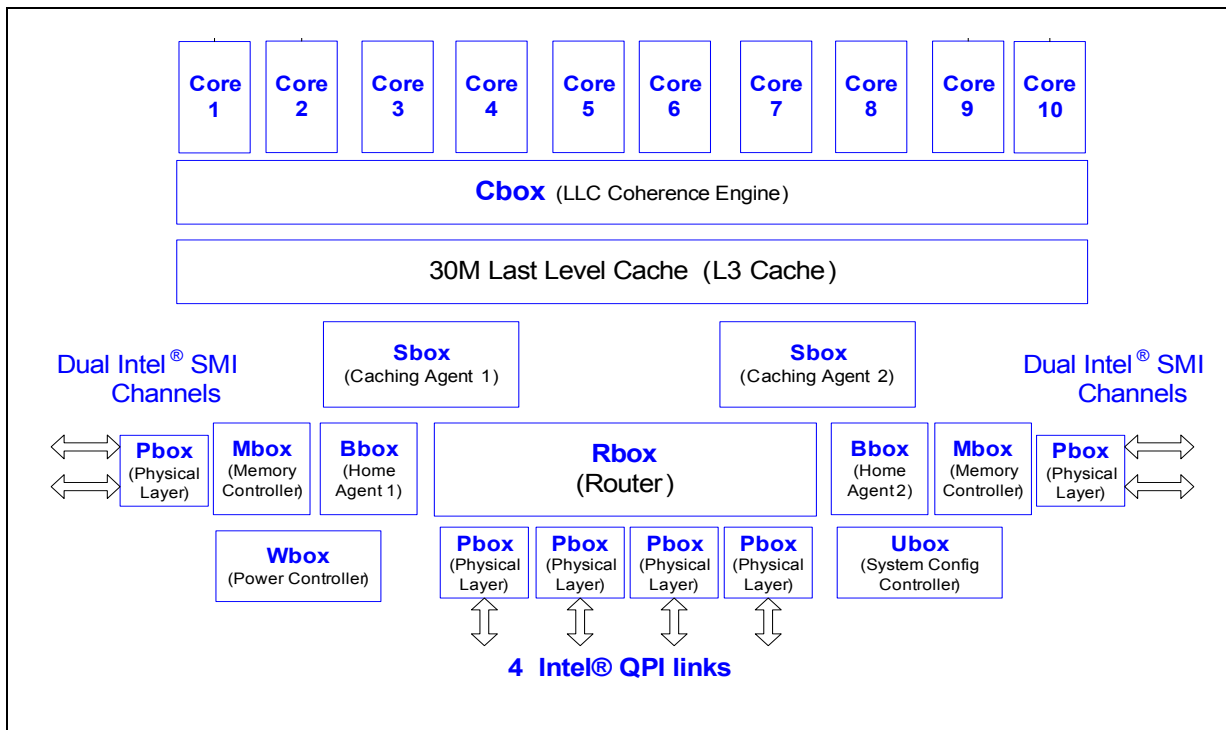 Core 1
Core 2
Core 3
Core 4
Core 5
Core 6
Core 7
Core 8
Core 9
Core 10
Cbox (LLC Coherence Engine)
30M Last Level Cache (L3 Cache)
Sbox
(Caching Agent 1)
Sbox
(Caching Agent 2)
Dual Intel® SMI
Channels
Dual Intel® SMI
Channels
Pbox
(Physical
Layer)
Mbox
(Memory
Controller)
Bbox
(Home
Agent 1)
Rbox
(Router)
Bbox
(Home
Agent2)
Mbox
(Memory
Controller)
Pbox
(Physical
Layer)
Wbox
(Power Controller)
Pbox
(Physical
Layer)
Pbox
(Physical
Layer)
Pbox
(Physical
Layer)
Pbox
(Physical
Layer)
Ubox
(System Config
Controller)
4 Intel® QPI links